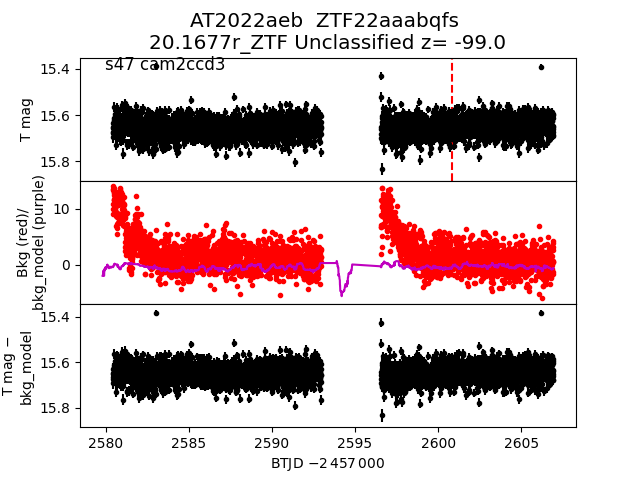 AT2022aeb  ZTF22aaabqfs
20.1677r_ZTF Unclassified z= -99.0
s47 cam2ccd3
15.4
15.6
15.8
T mag
10
0
Bkg (red)/
bkg_model (purple)
15.4
15.6
15.8
T mag −
bkg_model
2580 2585 2590 2595 2600 2605
BTJD −2 457 000